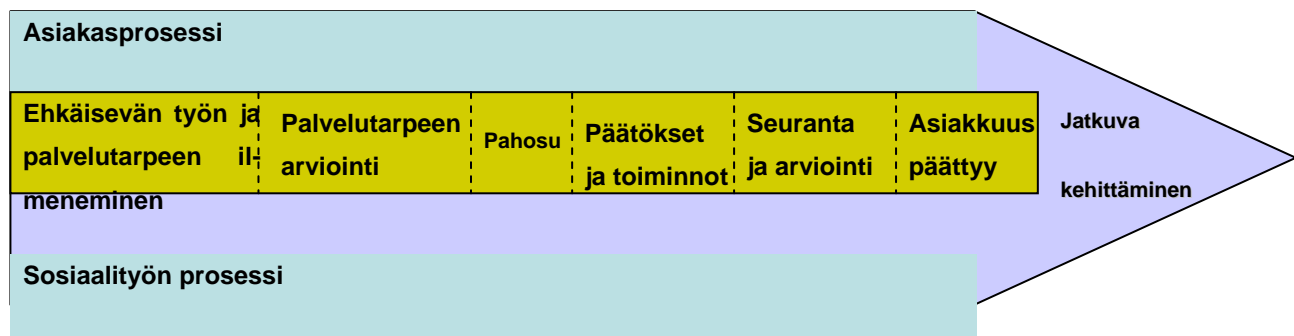 Asiakasprosessi
Ehkäisevän työn ja
palvelutarpeen il-
meneminen
Palvelutarpeen
arviointi
Pahosu
Päätökset
ja toiminnot
Seuranta
ja arviointi
Asiakkuus
päättyy
Jatkuva
kehittäminen
Sosiaalityön prosessi